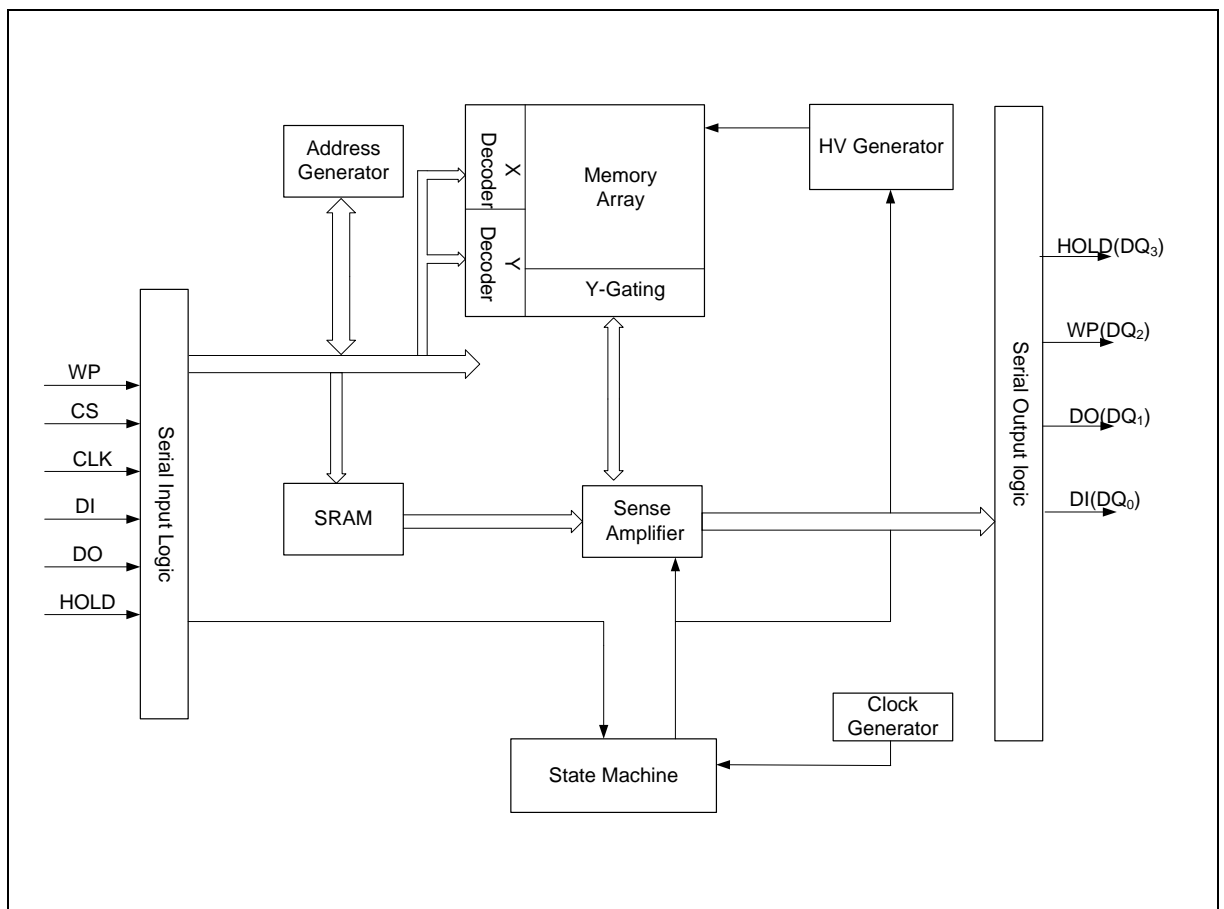 Address
Generator
X
Decoder
Y
Decoder
Memory
Array
Y-Gating
HV Generator
WP
CS
CLK
DI
DO
HOLD
Serial Input Logic
SRAM
Sense
Amplifier
Serial Output logic
HOLD(DQ₃)
WP(DQ₂)
DO(DQ₁)
DI(DQ₀)
State Machine
Clock
Generator